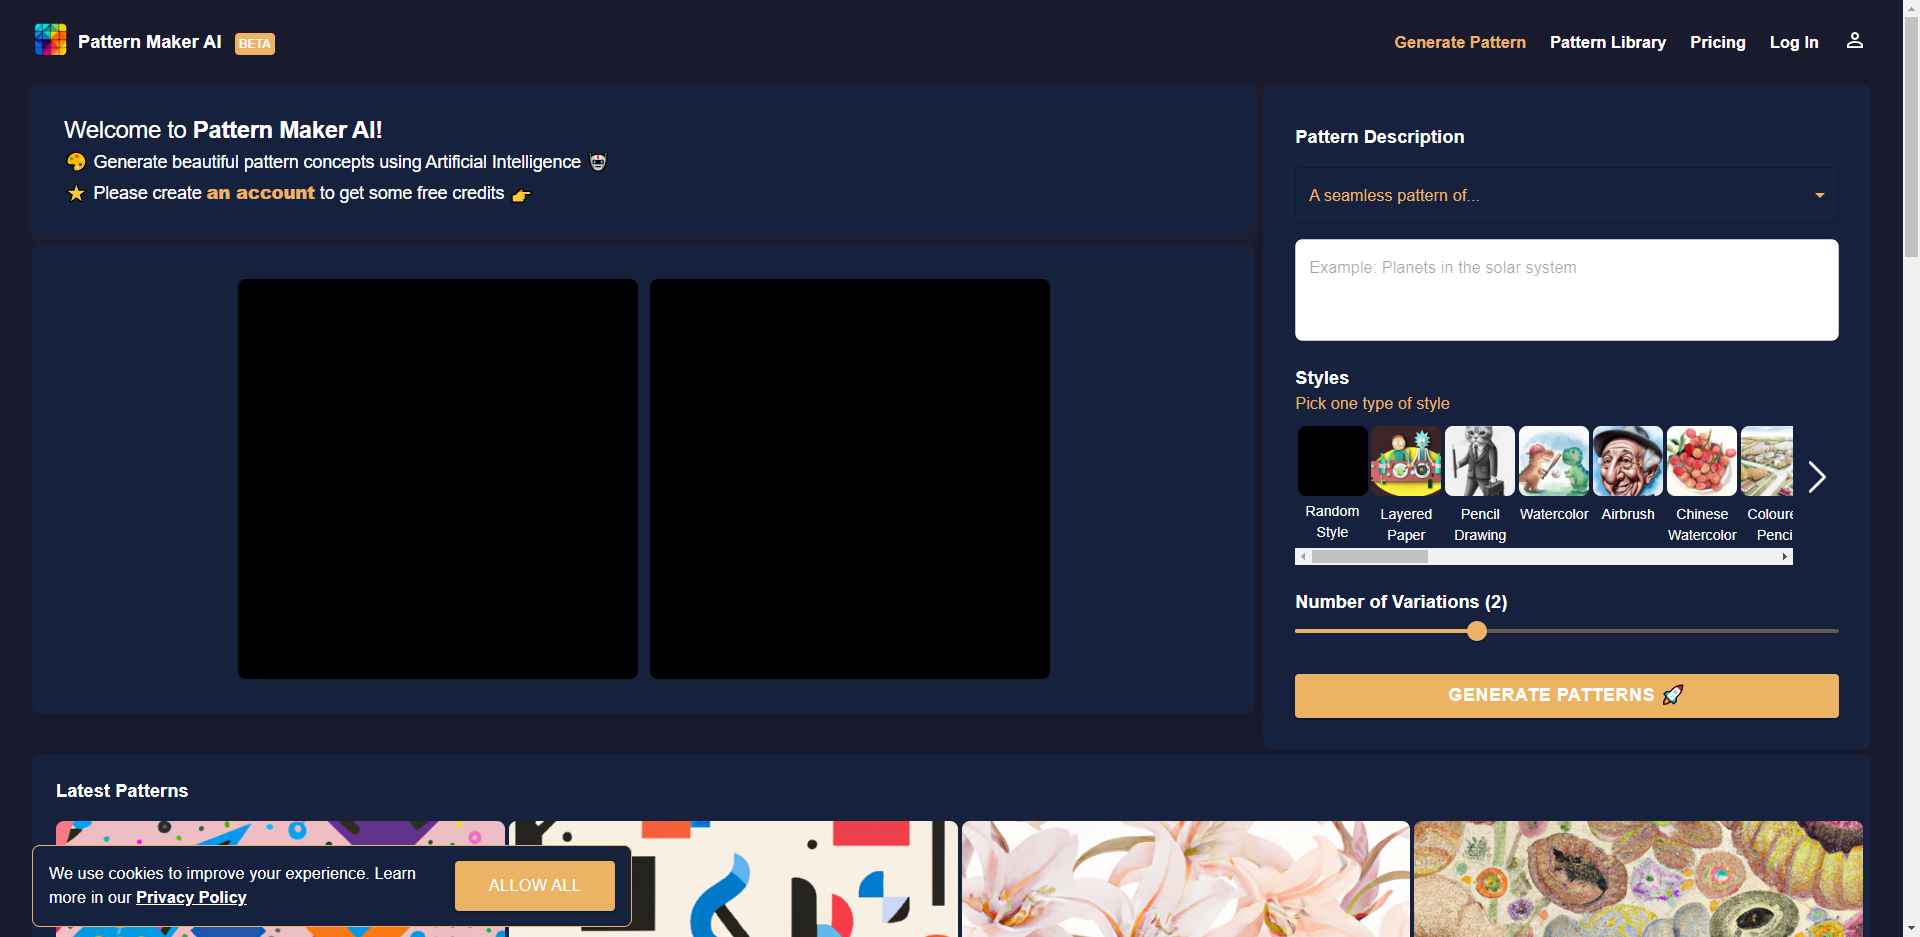 Pattern Maker AI BETA
Generate Pattern Pattern Library Pricing Log In
Welcome to Pattern Maker AI!
Generate beautiful pattern concepts using Artificial Intelligence
Please create an account to get some free credits
Pattern Description
A seamless pattern of...
Example: Planets in the solar system
Styles
Pick one type of style
Random
Style
Layered
Paper
Pencil
Drawing
Watercolor
Airbrush
Chinese
Watercolor
Coloure
Penci
Number of Variations (2)
GENERATE PATTERNS
Latest Patterns
We use cookies to improve your experience. Learn
more in our Privacy Policy
ALLOW ALL